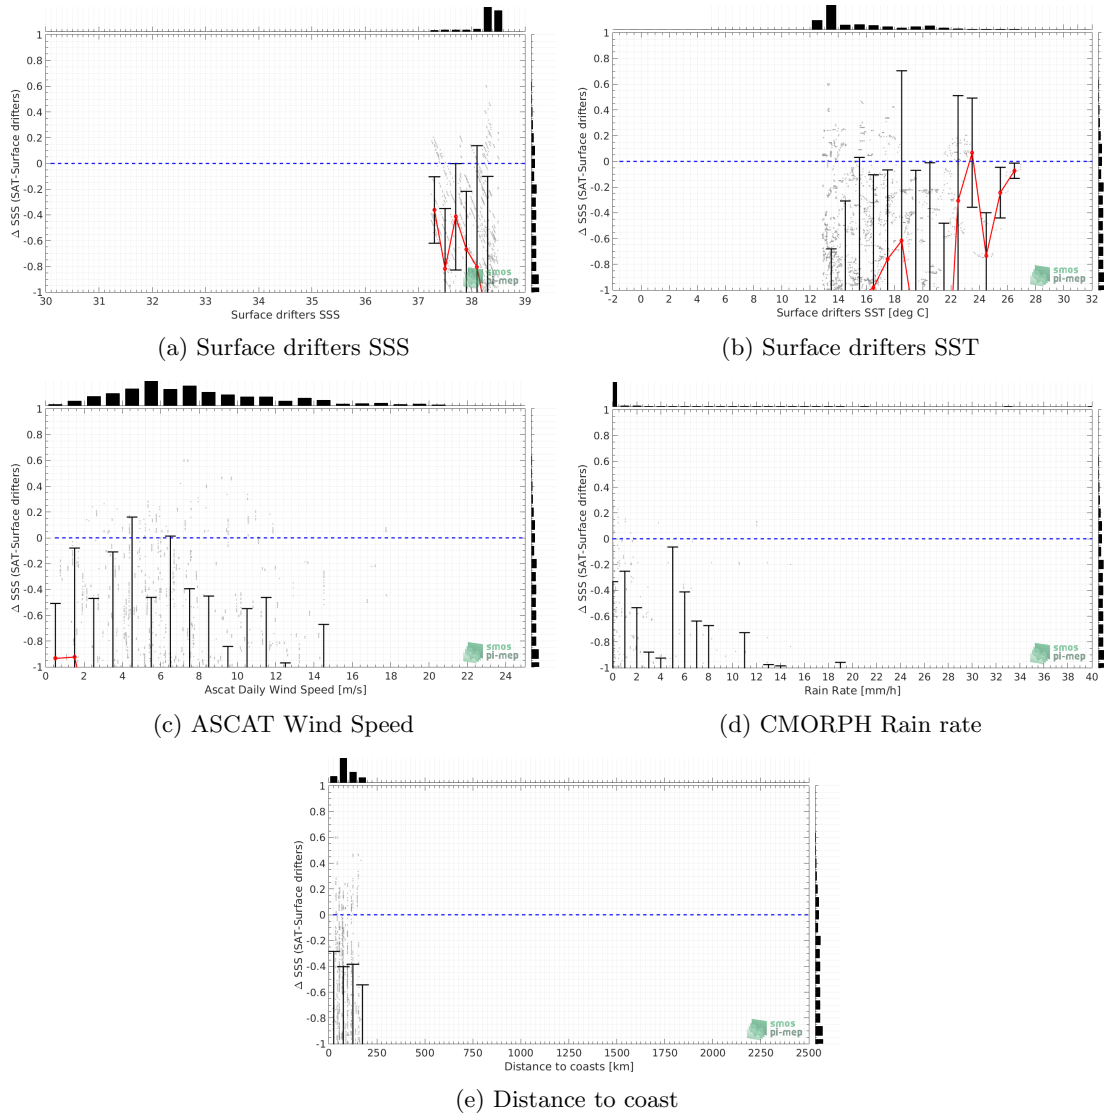 1
0.8
0.6
0.4
0.2
0
-0.2
-0.4
-0.6
-0.8
-1
Δ SSS (SAT-Surface drifters)
smos
pi-mep
30 31 32 33 34 35 36 37 38 39
Surface drifters SSS
(a) Surface drifters SSS
1
0.8
0.6
0.4
0.2
0
-0.2
-0.4
-0.6
-0.8
-1
Δ SSS (SAT-Surface drifters)
smos
pi-mep
-2 0 2 4 6 8 10 12 14 16 18 20 22 24 26 28 30 32
Surface drifters SST [deg C]
(b) Surface drifters SST
1
0.8
0.6
0.4
0.2
0
-0.2
-0.4
-0.6
-0.8
-1
Δ SSS (SAT-Surface drifters)
smos
pi-mep
0 2 4 6 8 10 12 14 16 18 20 22 24
Ascat Daily Wind Speed [m/s]
(c) ASCAT Wind Speed
1
0.8
0.6
0.4
0.2
0
-0.2
-0.4
-0.6
-0.8
-1
Δ SSS (SAT-Surface drifters)
smos
pi-mep
0 2 4 6 8 10 12 14 16 18 20 22 24 26 28 30 32 34 36 38 40
Rain Rate [mm/h]
(d) CMORPH Rain rate
1
0.8
0.6
0.4
0.2
0
-0.2
-0.4
-0.6
-0.8
-1
Δ SSS (SAT-Surface drifters)
smos
pi-mep
0 250 500 750 1000 1250 1500 1750 2000 2250 2500
Distance to coasts [km]
(e) Distance to coast